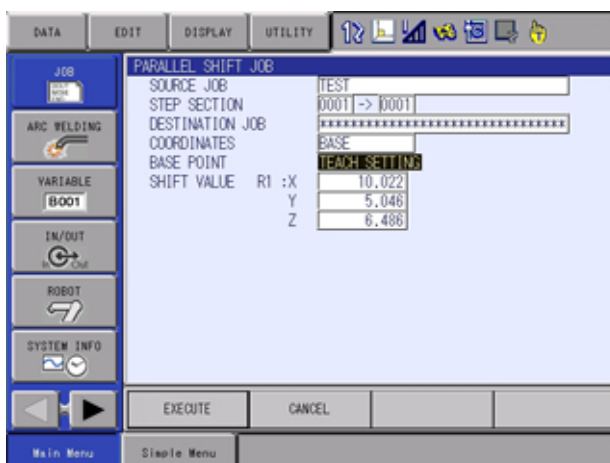 DATA EDIT DISPLAY UTILITY
JOB
ARC WELDING
VARIABLE
B001
IN/OUT
In Out
ROBOT
SYSTEM INFO
PARALLEL SHIFT JOB
SOURCE JOB TEST
STEP SECTION 0001 -> 0001
DESTINATION JOB ********************************
COORDINATES BASE
BASE POINT TEACH SETTING
SHIFT VALUE R1 :X 10.022
Y 5.046
Z 6.486
EXECUTE CANCEL
Main Menu Simple Menu